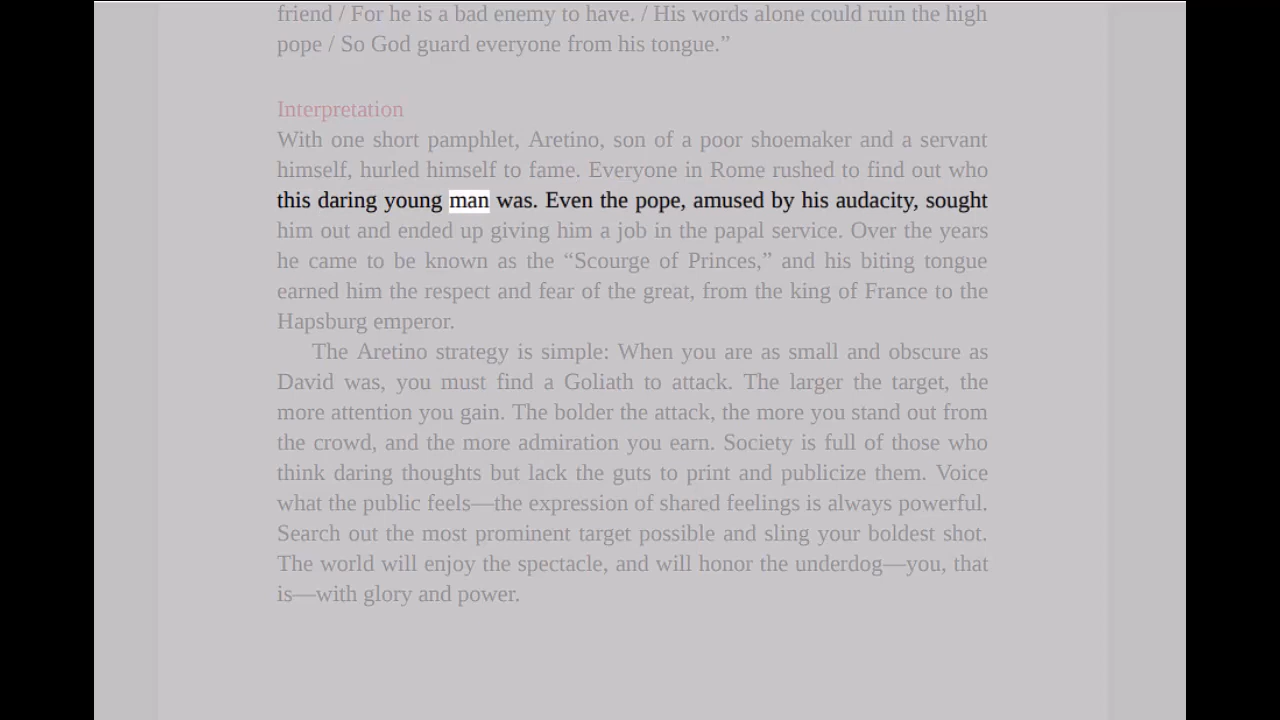 friend / For he is a bad enemy to have. / His words alone could ruin the high
pope / So God guard everyone from his tongue.”
Interpretation
With one short pamphlet, Aretino, son of a poor shoemaker and a servant
himself, hurled himself to fame. Everyone in Rome rushed to find out who
this daring young man was. Even the pope, amused by his audacity, sought
him out and ended up giving him a job in the papal service. Over the years
he came to be known as the “Scourge of Princes,” and his biting tongue
earned him the respect and fear of the great, from the king of France to the
Hapsburg emperor.
The Aretino strategy is simple: When you are as small and obscure as
David was, you must find a Goliath to attack. The larger the target, the
more attention you gain. The bolder the attack, the more you stand out from
the crowd, and the more admiration you earn. Society is full of those who
think daring thoughts but lack the guts to print and publicize them. Voice
what the public feels—the expression of shared feelings is always powerful.
Search out the most prominent target possible and sling your boldest shot.
The world will enjoy the spectacle, and will honor the underdog—you, that
is—with glory and power.